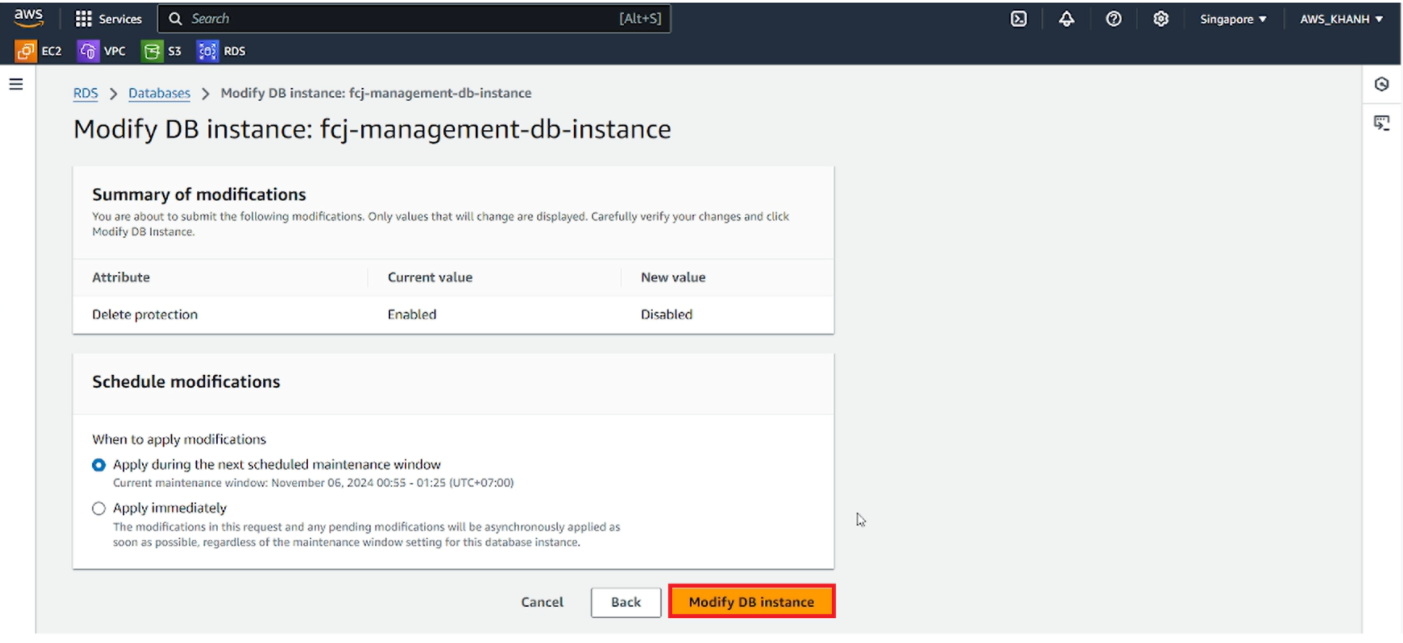 aws
Services
Search
[Alt+S]
Singapore
AWS_KHANH
EC2
VPC
S3
RDS
RDS > Databases > Modify DB instance: fcj-management-db-instance
Modify DB instance: fcj-management-db-instance
Summary of modifications
You are about to submit the following modifications. Only values that will change are displayed. Carefully verify your changes and click
Modify DB Instance.
Attribute Current value New value
Delete protection Enabled Disabled
Schedule modifications
When to apply modifications
Apply during the next scheduled maintenance window
Current maintenance window: November 06, 2024 00:55 - 01:25 (UTC+07:00)
Apply immediately
The modifications in this request and any pending modifications will be asynchronously applied as
soon as possible, regardless of the maintenance window setting for this database instance.
Cancel
Back
Modify DB instance